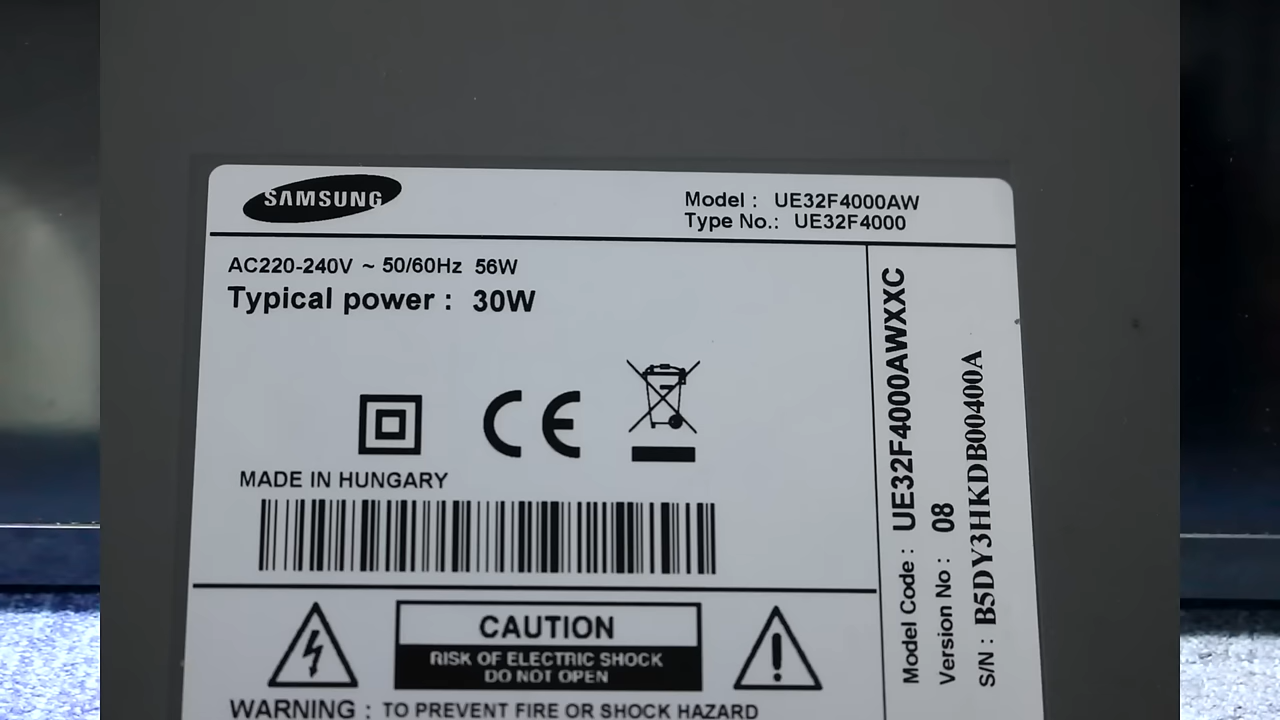 SAMSUNG
Model : UE32F4000AW
Type No.: UE32F4000
AC220-240V ~ 50/60Hz 56W
Typical power : 30W
CE
MADE IN HUNGARY
CAUTION
RISK OF ELECTRIC SHOCK
DO NOT OPEN
WARNING : TO PREVENT FIRE OR SHOCK HAZARD
Model Code : UE32F4000AWXXC
Version No : 08
S/N : B5DY3HKDB00400A